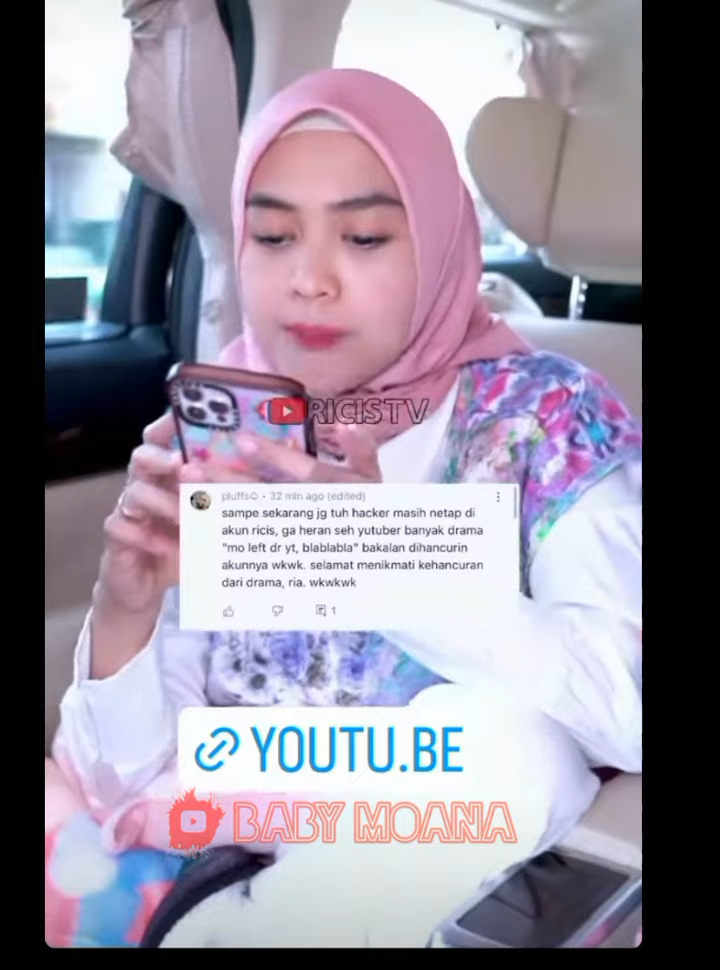 RICISTV
pluffs☺ • 32 min ago (edited)
sampe sekarang jg tuh hacker masih netap di
akun ricis, ga heran seh yutuber banyak drama
"mo left dr yt, blablabla" bakalan dihancurin
akunnya wkwk. selamat menikmati kehancuran
dari drama, ria. wkwkwk
1
YOUTU.BE
BABY MOANA